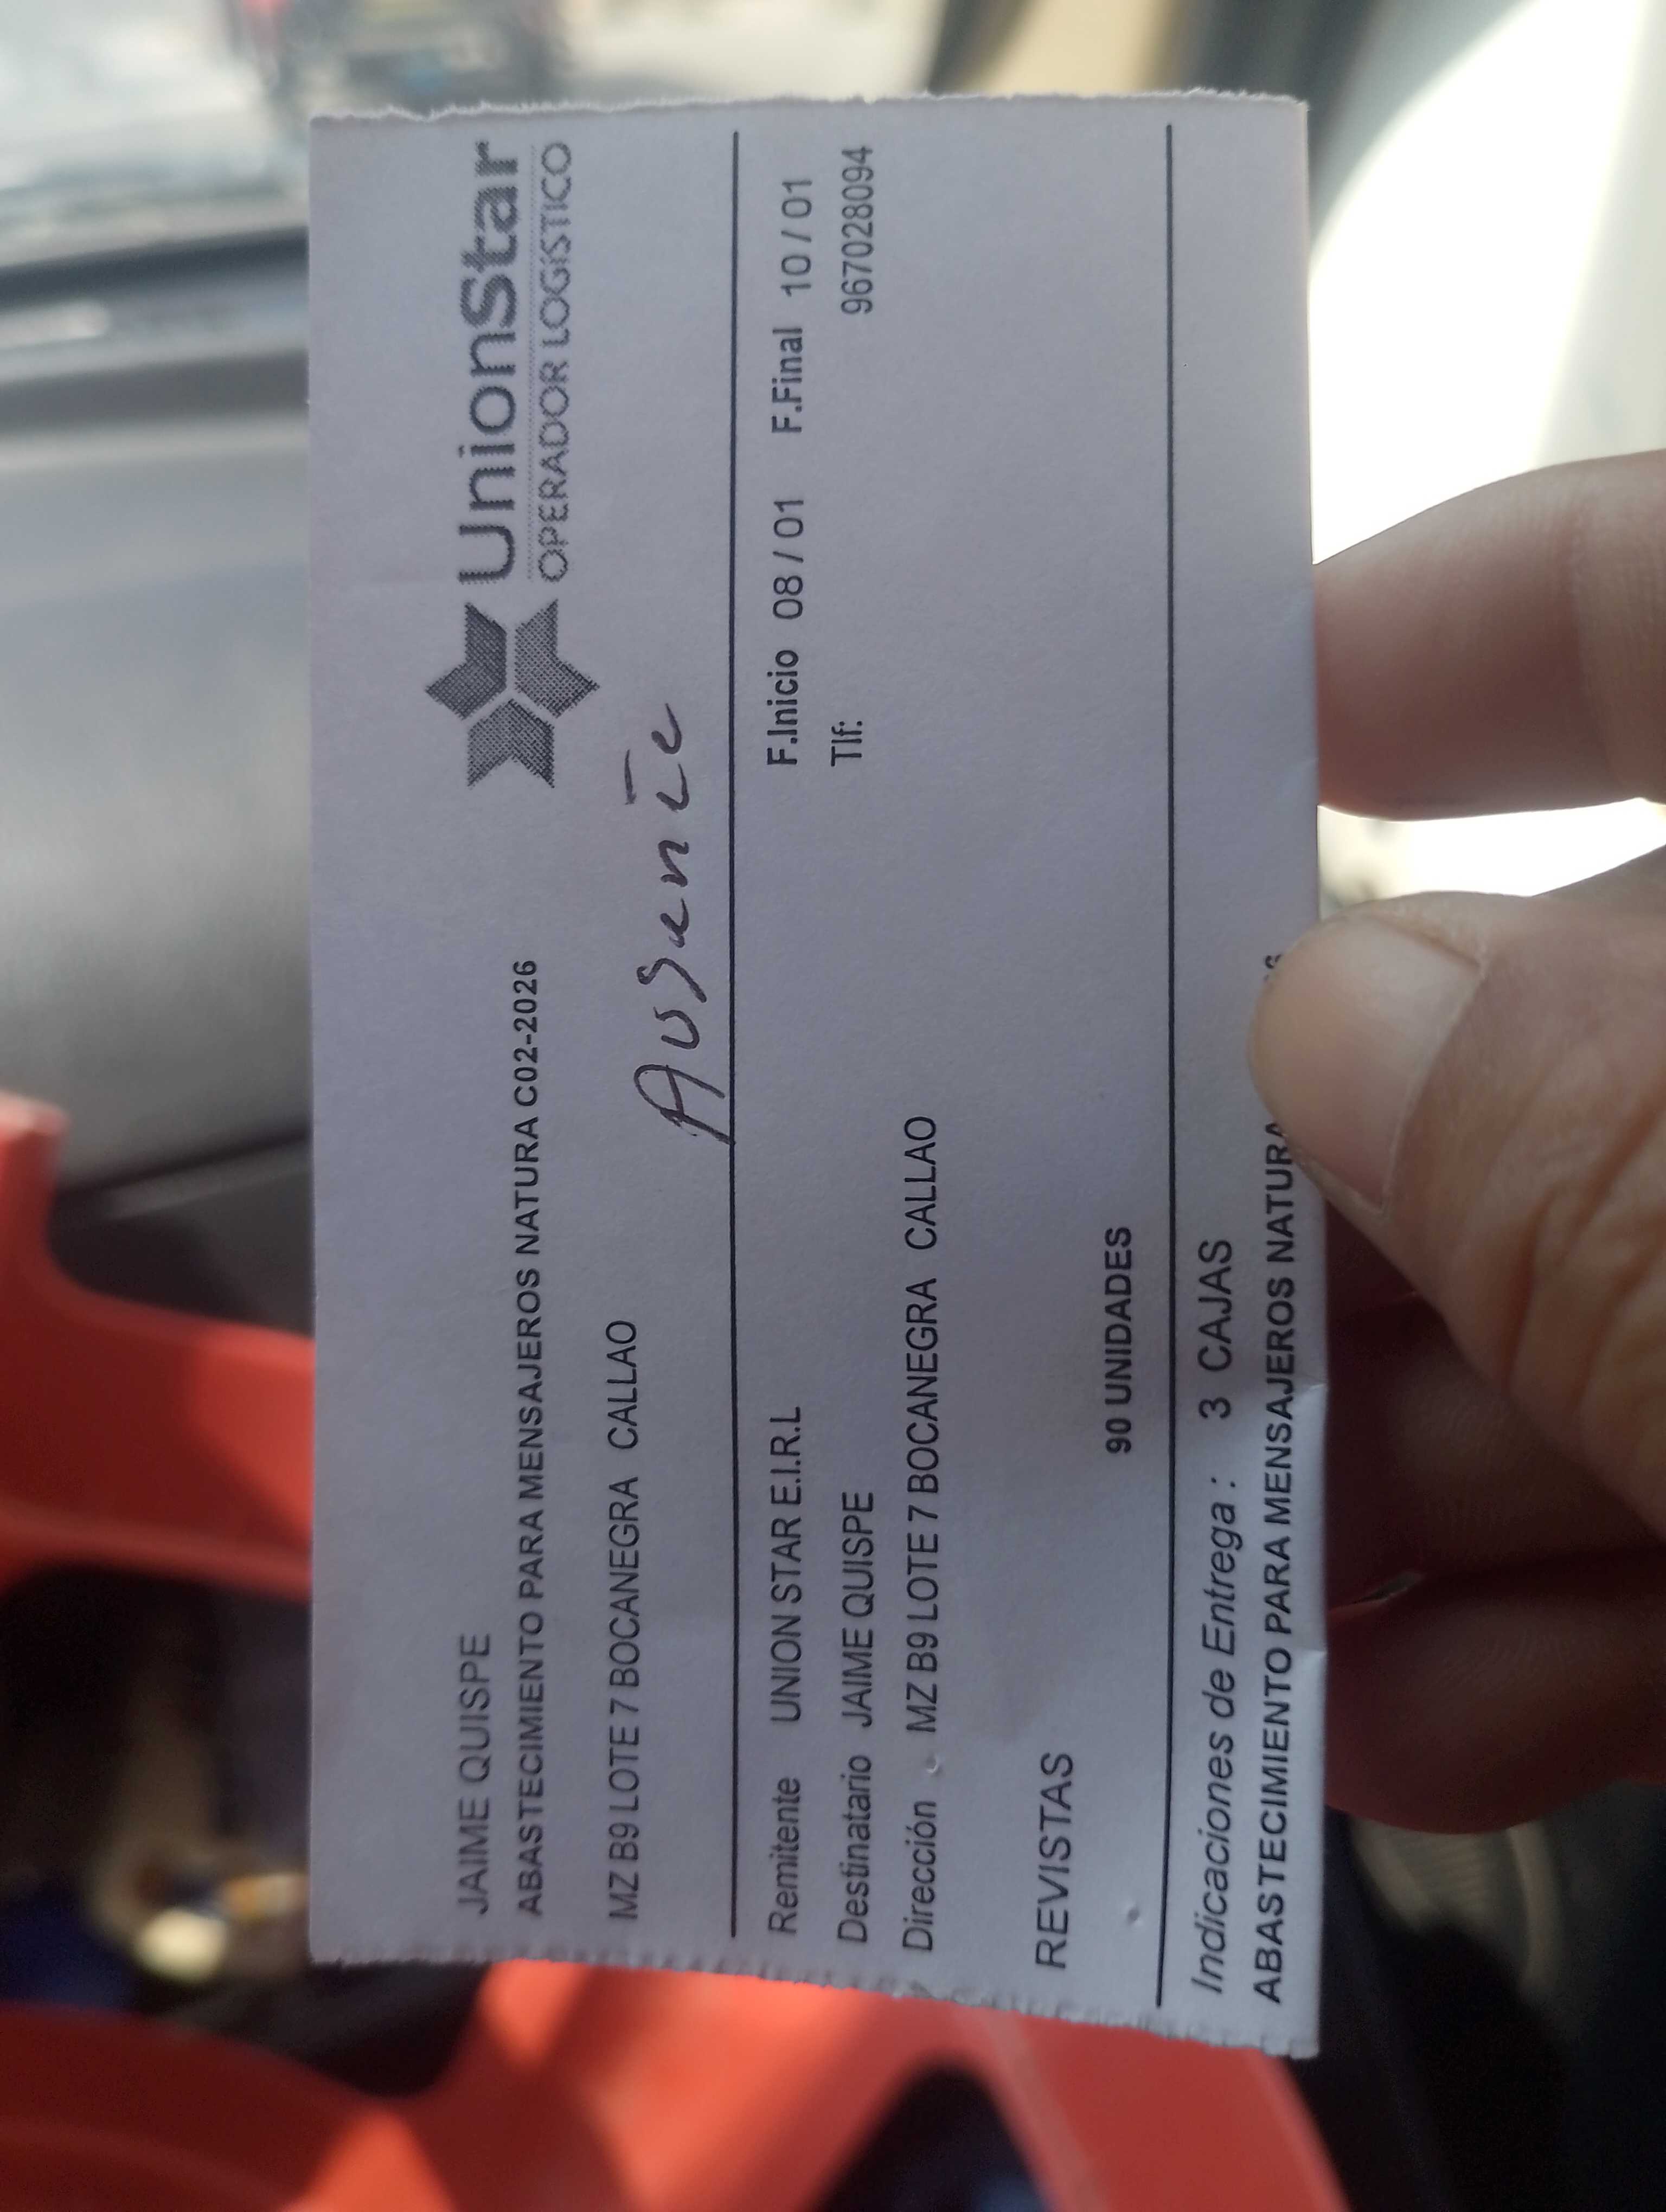 UnionStar
OPERADOR LOGÍSTICO
JAIME QUISPE
ABASTECIMIENTO PARA MENSAJEROS NATURA C02-2026
MZ B9 LOTE 7 BOCANEGRA CALLAO
Ausente
Remitente UNION STAR E.I.R.L F.Inicio 08 / 01 F.Final 10 / 01
Destinatario JAIME QUISPE Tlf: 967028094
Dirección MZ B9 LOTE 7 BOCANEGRA CALLAO
REVISTAS
90 UNIDADES
Indicaciones de Entrega : 3 CAJAS
ABASTECIMIENTO PARA MENSAJEROS NATURA